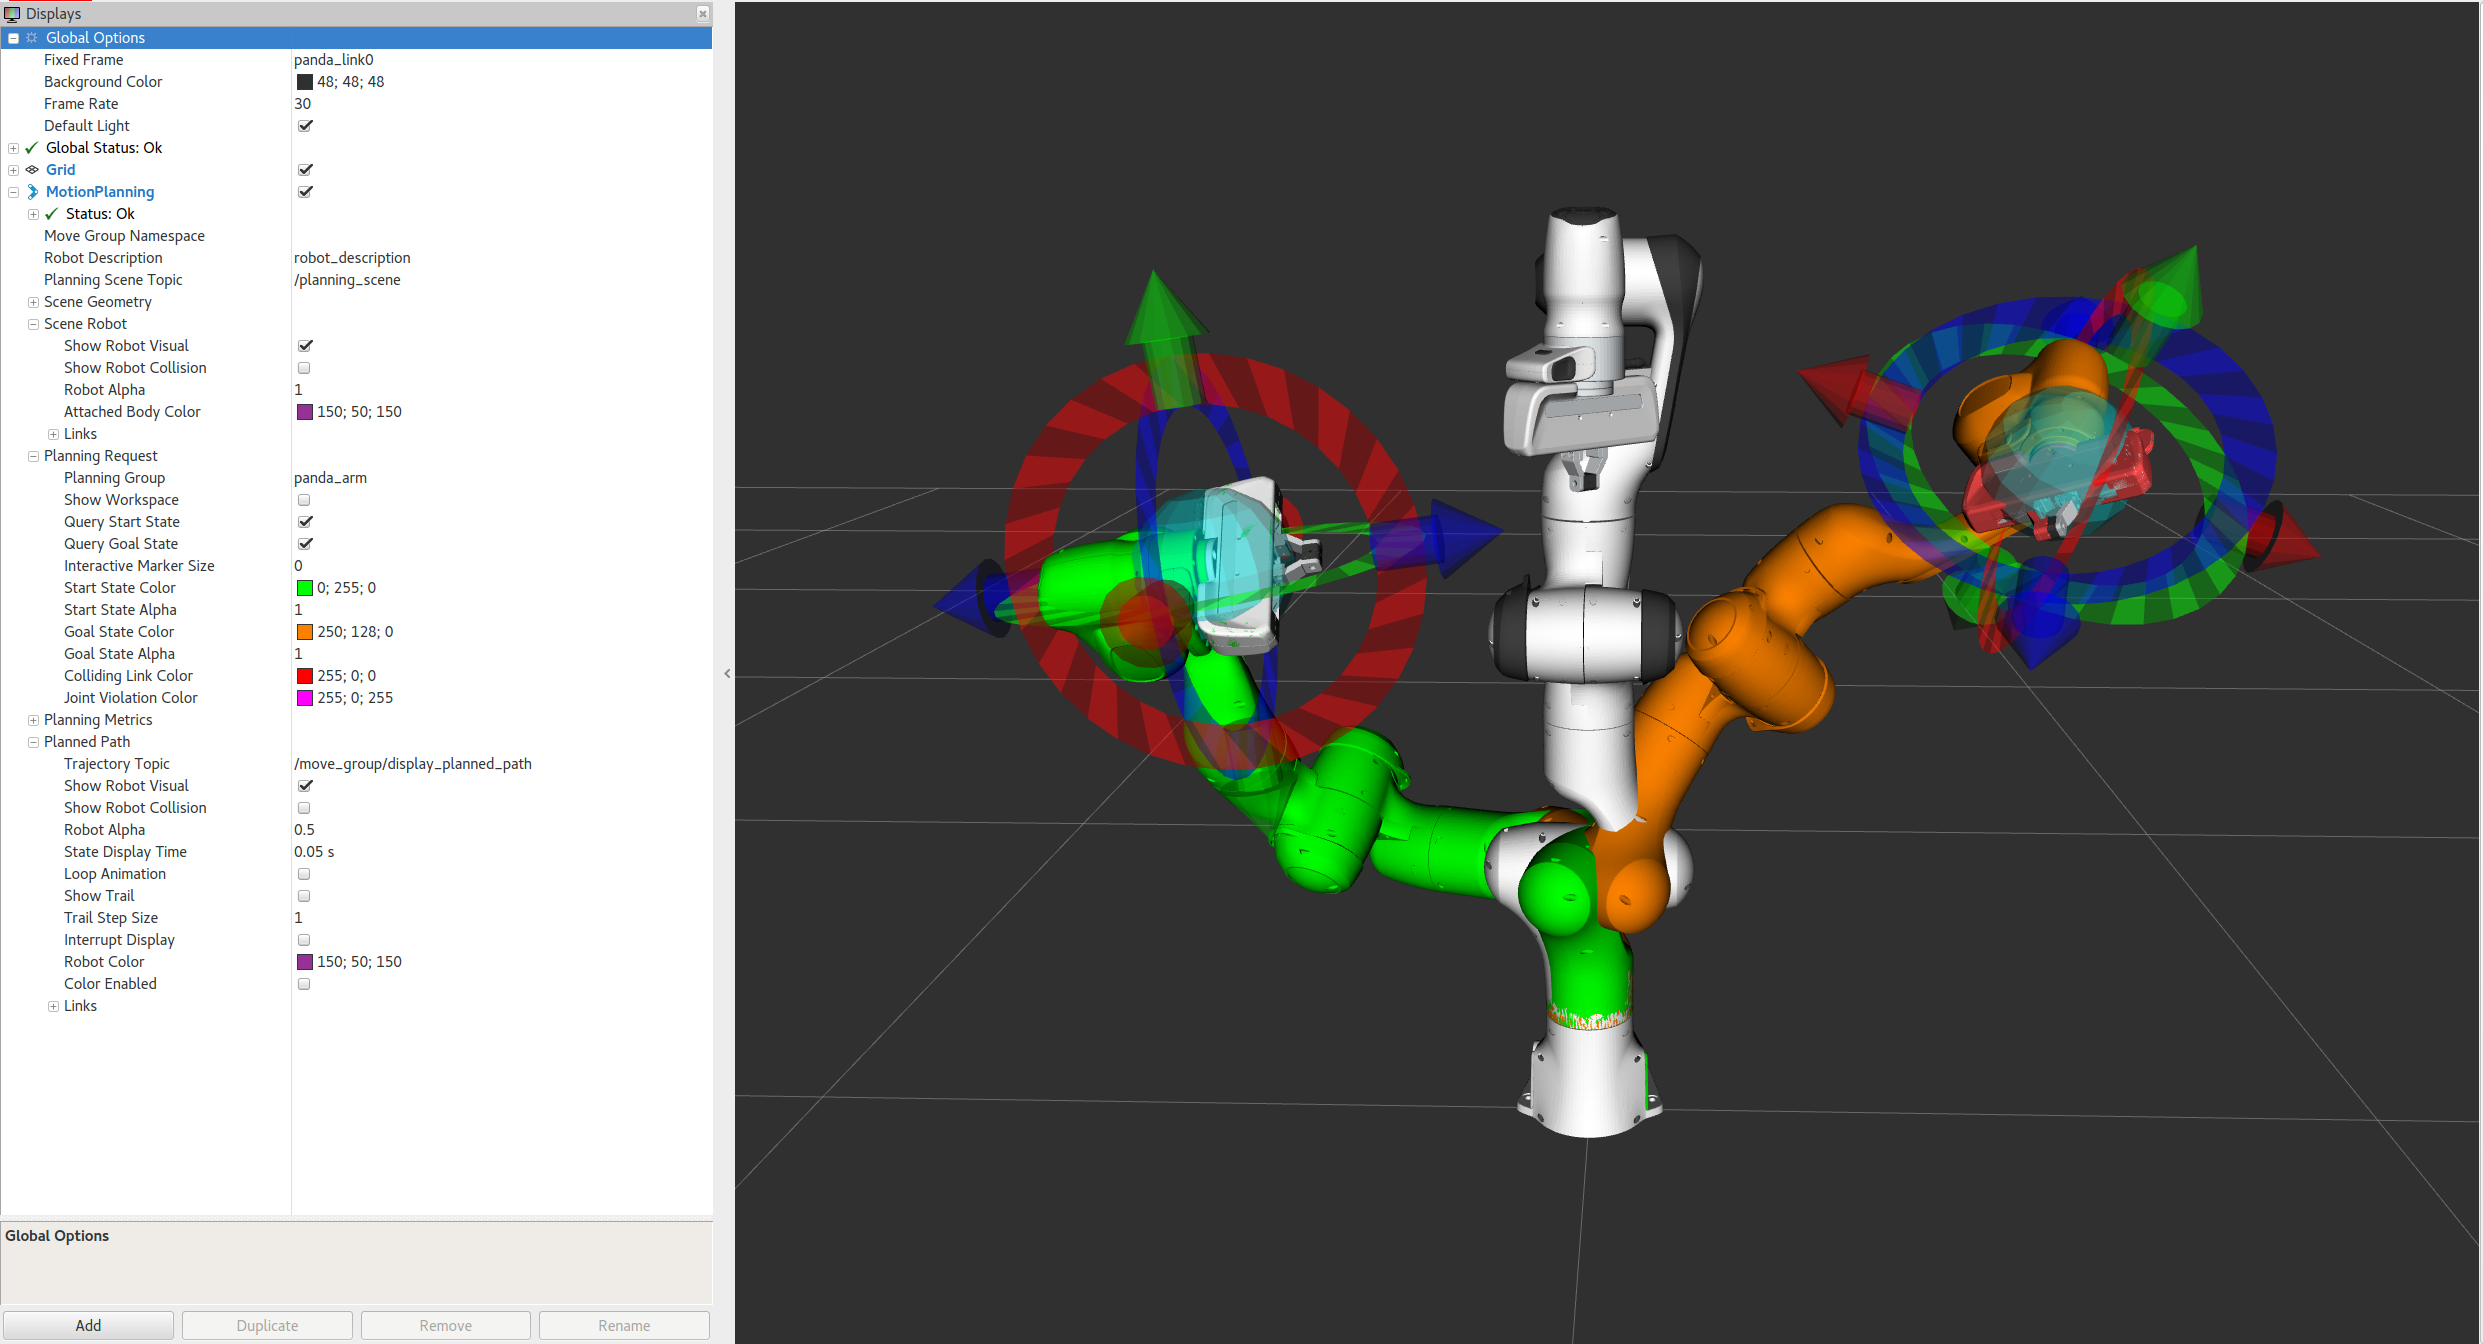 Displays
Global Options
Fixed Frame panda_link0
Background Color 48; 48; 48
Frame Rate 30
Default Light
Global Status: Ok
Grid
MotionPlanning
Status: Ok
Move Group Namespace
Robot Description robot_description
Planning Scene Topic /planning_scene
Scene Geometry
Scene Robot
Show Robot Visual
Show Robot Collision
Robot Alpha 1
Attached Body Color 150; 50; 150
Links
Planning Request
Planning Group panda_arm
Show Workspace
Query Start State
Query Goal State
Interactive Marker Size 0
Start State Color 0; 255; 0
Start State Alpha 1
Goal State Color 250; 128; 0
Goal State Alpha 1
Colliding Link Color 255; 0; 0
Joint Violation Color 255; 0; 255
Planning Metrics
Planned Path
Trajectory Topic /move_group/display_planned_path
Show Robot Visual
Show Robot Collision
Robot Alpha 0.5
State Display Time 0.05 s
Loop Animation
Show Trail
Trail Step Size 1
Interrupt Display
Robot Color 150; 50; 150
Color Enabled
Links
Global Options
Add Duplicate Remove Rename